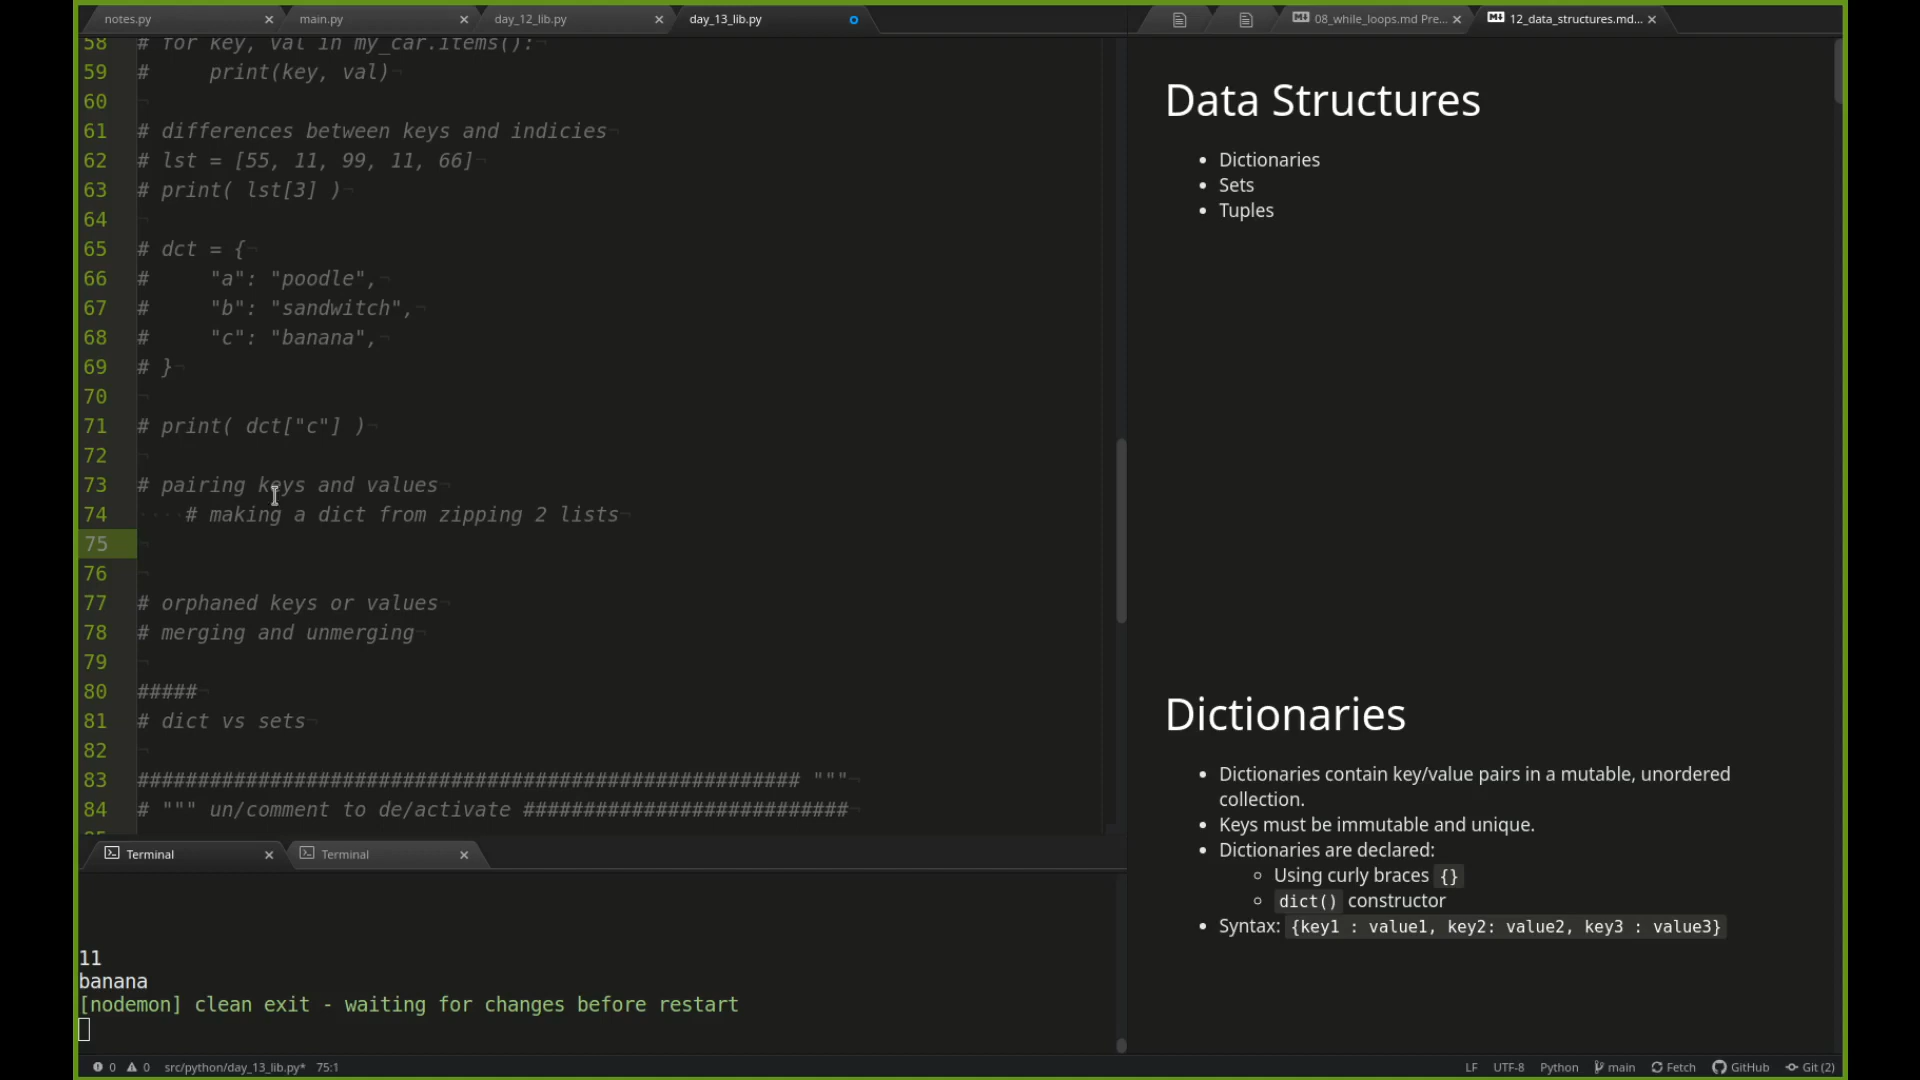 notes.py
main.py
day_12_lib.py
day_13_lib.py
08_while_loops.md Pre...
12_data_structures.md...
58 # for key, val in my_car.items():
59 #     print(key, val)
60
61 # differences between keys and indicies
62 # lst = [55, 11, 99, 11, 66]
63 # print( lst[3] )
64
65 # dct = {
66 #     "a": "poodle",
67 #     "b": "sandwitch",
68 #     "c": "banana",
69 # }
70
71 # print( dct["c"] )
72
73 # pairing keys and values
74     # making a dict from zipping 2 lists
75
76
77 # orphaned keys or values
78 # merging and unmerging
79
80 #####
81 # dict vs sets
82
83 ####################################################### """
84 # """ un/comment to de/activate ###########################
Terminal
Terminal
11
banana
[nodemon] clean exit - waiting for changes before restart
Data Structures
• Dictionaries
• Sets
• Tuples
Dictionaries
• Dictionaries contain key/value pairs in a mutable, unordered
collection.
• Keys must be immutable and unique.
• Dictionaries are declared:
◦ Using curly braces {}
◦ dict() constructor
• Syntax: {key1 : value1, key2: value2, key3 : value3}
0 0 src/python/day_13_lib.py* 75:1
LF UTF-8 Python main Fetch GitHub Git (2)